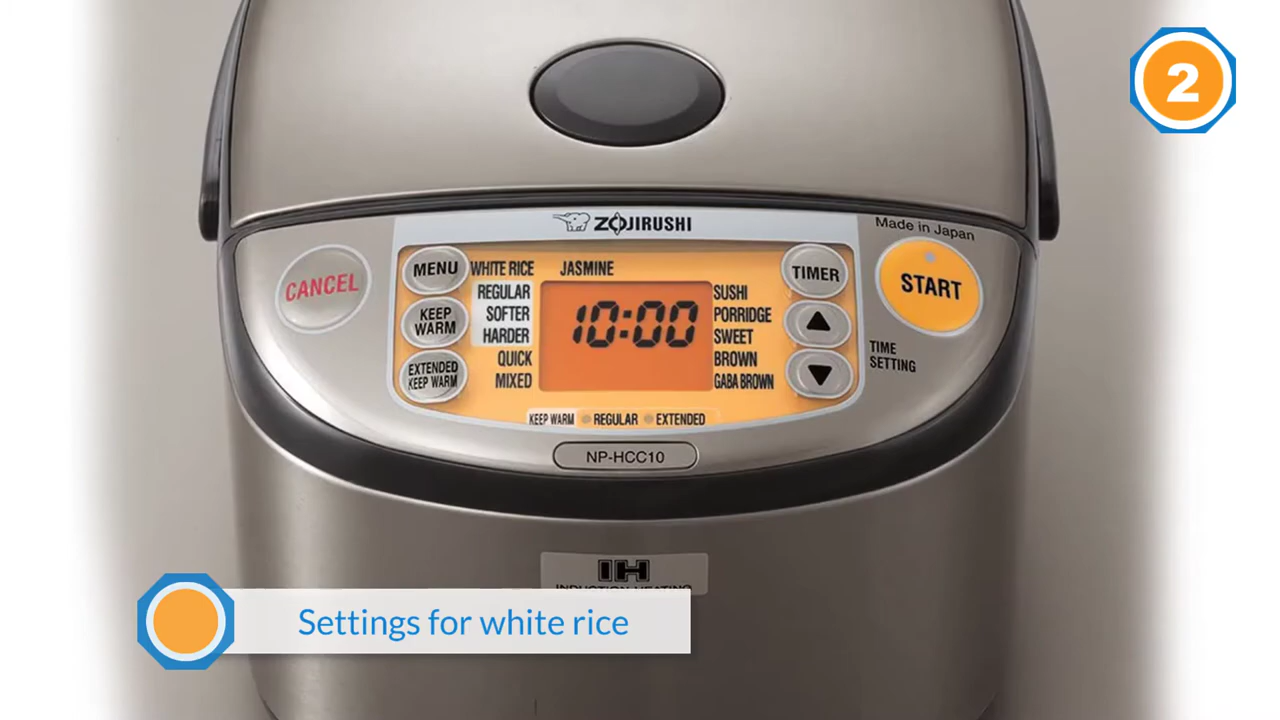 2
ZOJIRUSHI
Made in Japan
CANCEL
MENU
WHITE RICE
JASMINE
TIMER
START
REGULAR
SOFTER
HARDER
QUICK
MIXED
KEEP
WARM
EXTENDED
KEEP WARM
10:00
SUSHI
PORRIDGE
SWEET
BROWN
GABA BROWN
TIME
SETTING
KEEP WARM REGULAR EXTENDED
NP-HCC10
IH
INDUCTION HEATING
Settings for white rice